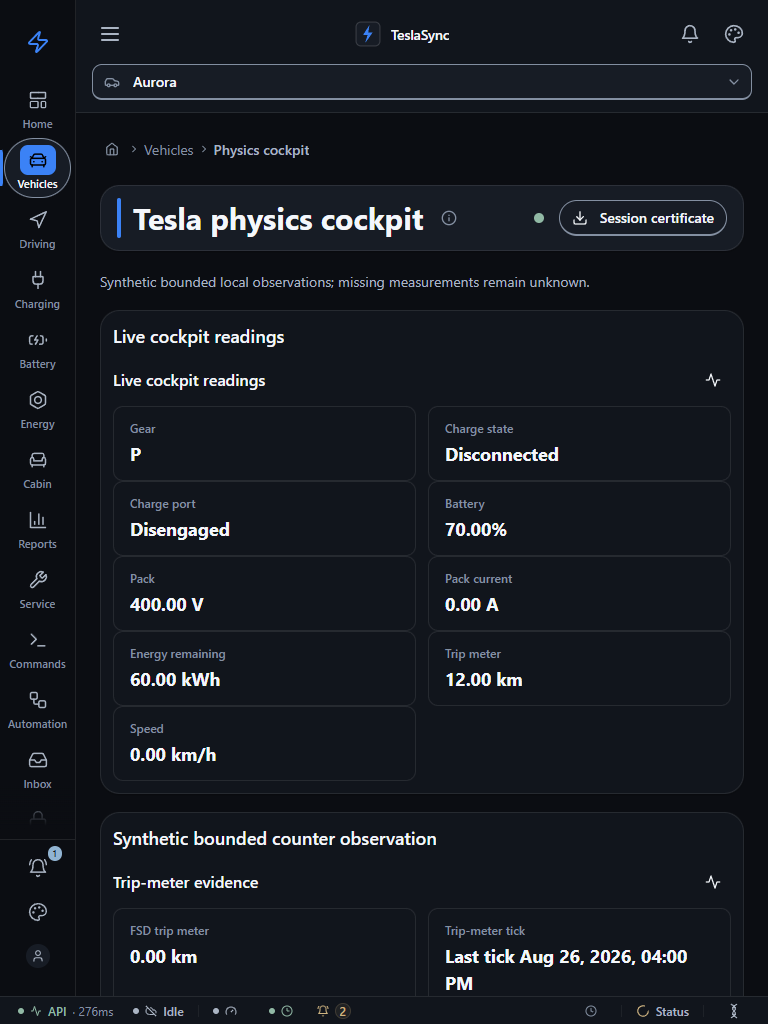 TeslaSync
Aurora
Home
Vehicles
Driving
Charging
Battery
Energy
Cabin
Reports
Service
Commands
Automation
Inbox
1
Vehicles Physics cockpit
Tesla physics cockpit
Session certificate
Synthetic bounded local observations; missing measurements remain unknown.
Live cockpit readings
Live cockpit readings
Gear
P
Charge state
Disconnected
Charge port
Disengaged
Battery
70.00%
Pack
400.00 V
Pack current
0.00 A
Energy remaining
60.00 kWh
Trip meter
12.00 km
Speed
0.00 km/h
Synthetic bounded counter observation
Trip-meter evidence
FSD trip meter
0.00 km
Trip-meter tick
Last tick Aug 26, 2026, 04:00
PM
API · 276ms Idle 2 Status